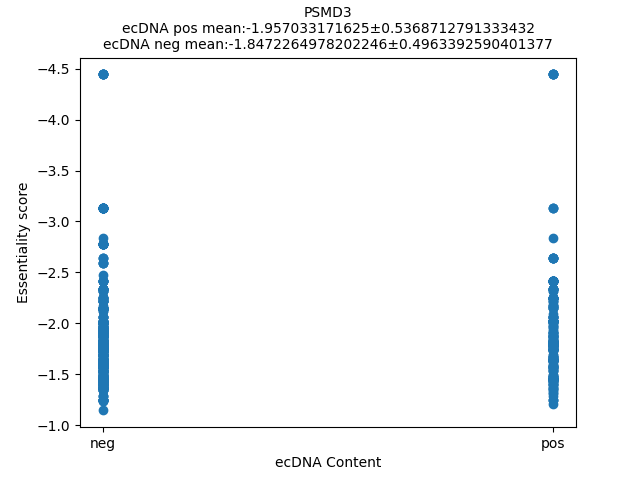 PSMD3
ecDNA pos mean:-1.957033171625±0.5368712791333432
ecDNA neg mean:-1.8472264978202246±0.4963392590401377
−4.5
−4.0
−3.5
−3.0
−2.5
−2.0
−1.5
−1.0
Essentiality score
neg pos
ecDNA Content